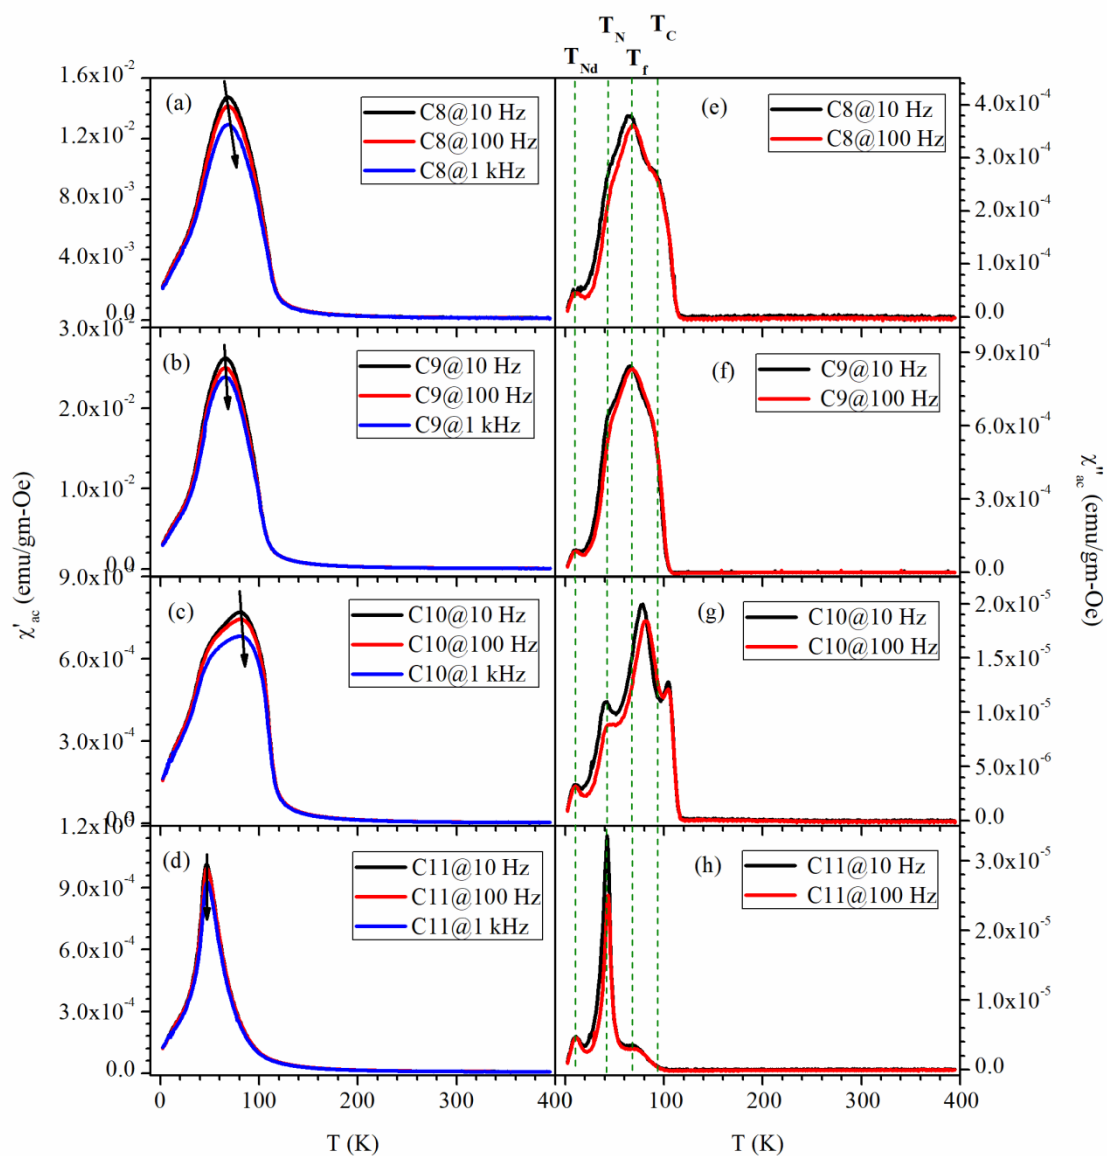 T_N T_C
T_Nd T_f
1.6x10⁻²
1.2x10⁻²
8.0x10⁻³
4.0x10⁻³
0.0
(a)
C8@10 Hz
C8@100 Hz
C8@1 kHz
(e)
C8@10 Hz
C8@100 Hz
4.0x10⁻⁴
3.0x10⁻⁴
2.0x10⁻⁴
1.0x10⁻⁴
0.0
3.0x10⁻²
2.0x10⁻²
1.0x10⁻²
0.0
(b)
C9@10 Hz
C9@100 Hz
C9@1 kHz
(f)
C9@10 Hz
C9@100 Hz
9.0x10⁻⁴
6.0x10⁻⁴
3.0x10⁻⁴
0.0
χ'ac (emu/gm-Oe)
χ''ac (emu/gm-Oe)
9.0x10
6.0x10⁻⁴
3.0x10⁻⁴
0.0
(c)
C10@10 Hz
C10@100 Hz
C10@1 kHz
(g)
C10@10 Hz
C10@100 Hz
2.0x10⁻⁵
1.5x10⁻⁵
1.0x10⁻⁵
5.0x10⁻⁶
0.0
1.2x10
9.0x10⁻⁴
6.0x10⁻⁴
3.0x10⁻⁴
0.0
(d)
C11@10 Hz
C11@100 Hz
C11@1 kHz
(h)
C11@10 Hz
C11@100 Hz
3.0x10⁻⁵
2.0x10⁻⁵
1.0x10⁻⁵
0.0
0 100 200 300 400 0 100 200 300 400
T (K) T (K)